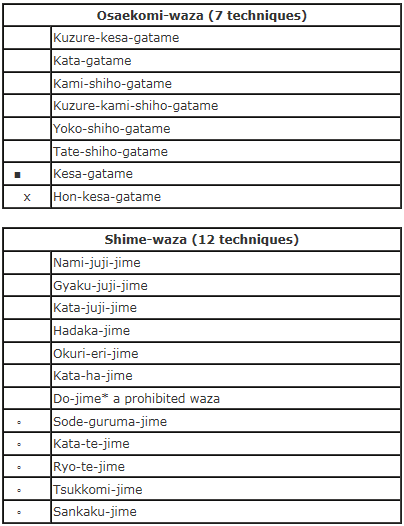 Osaekomi-waza (7 techniques)
Kuzure-kesa-gatame
Kata-gatame
Kami-shiho-gatame
Kuzure-kami-shiho-gatame
Yoko-shiho-gatame
Tate-shiho-gatame
▪ Kesa-gatame
x Hon-kesa-gatame
Shime-waza (12 techniques)
Nami-juji-jime
Gyaku-juji-jime
Kata-juji-jime
Hadaka-jime
Okuri-eri-jime
Kata-ha-jime
Do-jime* a prohibited waza
◦ Sode-guruma-jime
◦ Kata-te-jime
◦ Ryo-te-jime
◦ Tsukkomi-jime
◦ Sankaku-jime